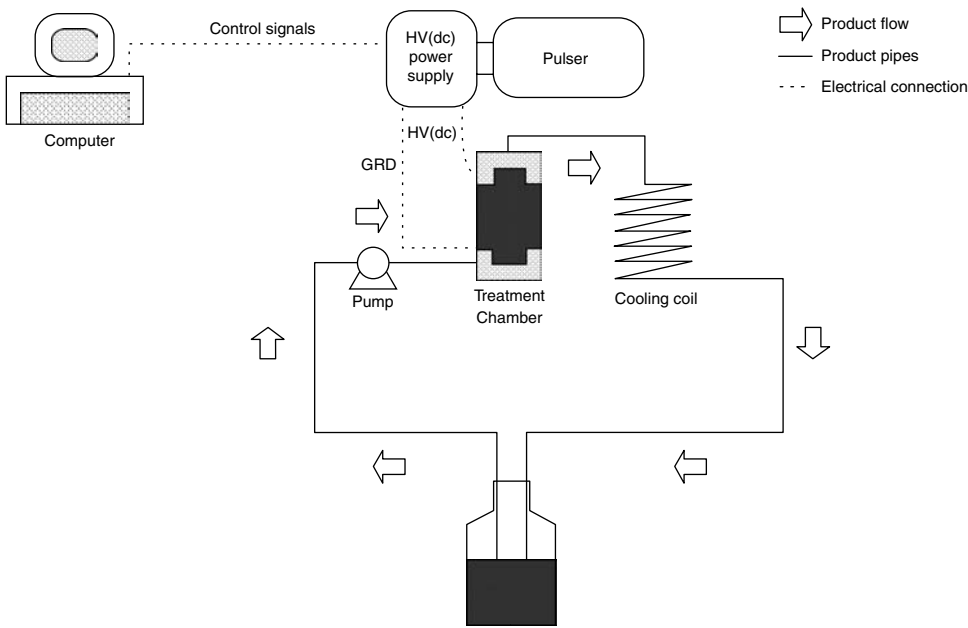 Control signals
HV(dc)
power
supply
Pulser
Product flow
Product pipes
Electrical connection
Computer
HV(dc)
GRD
Pump
Treatment
Chamber
Cooling coil